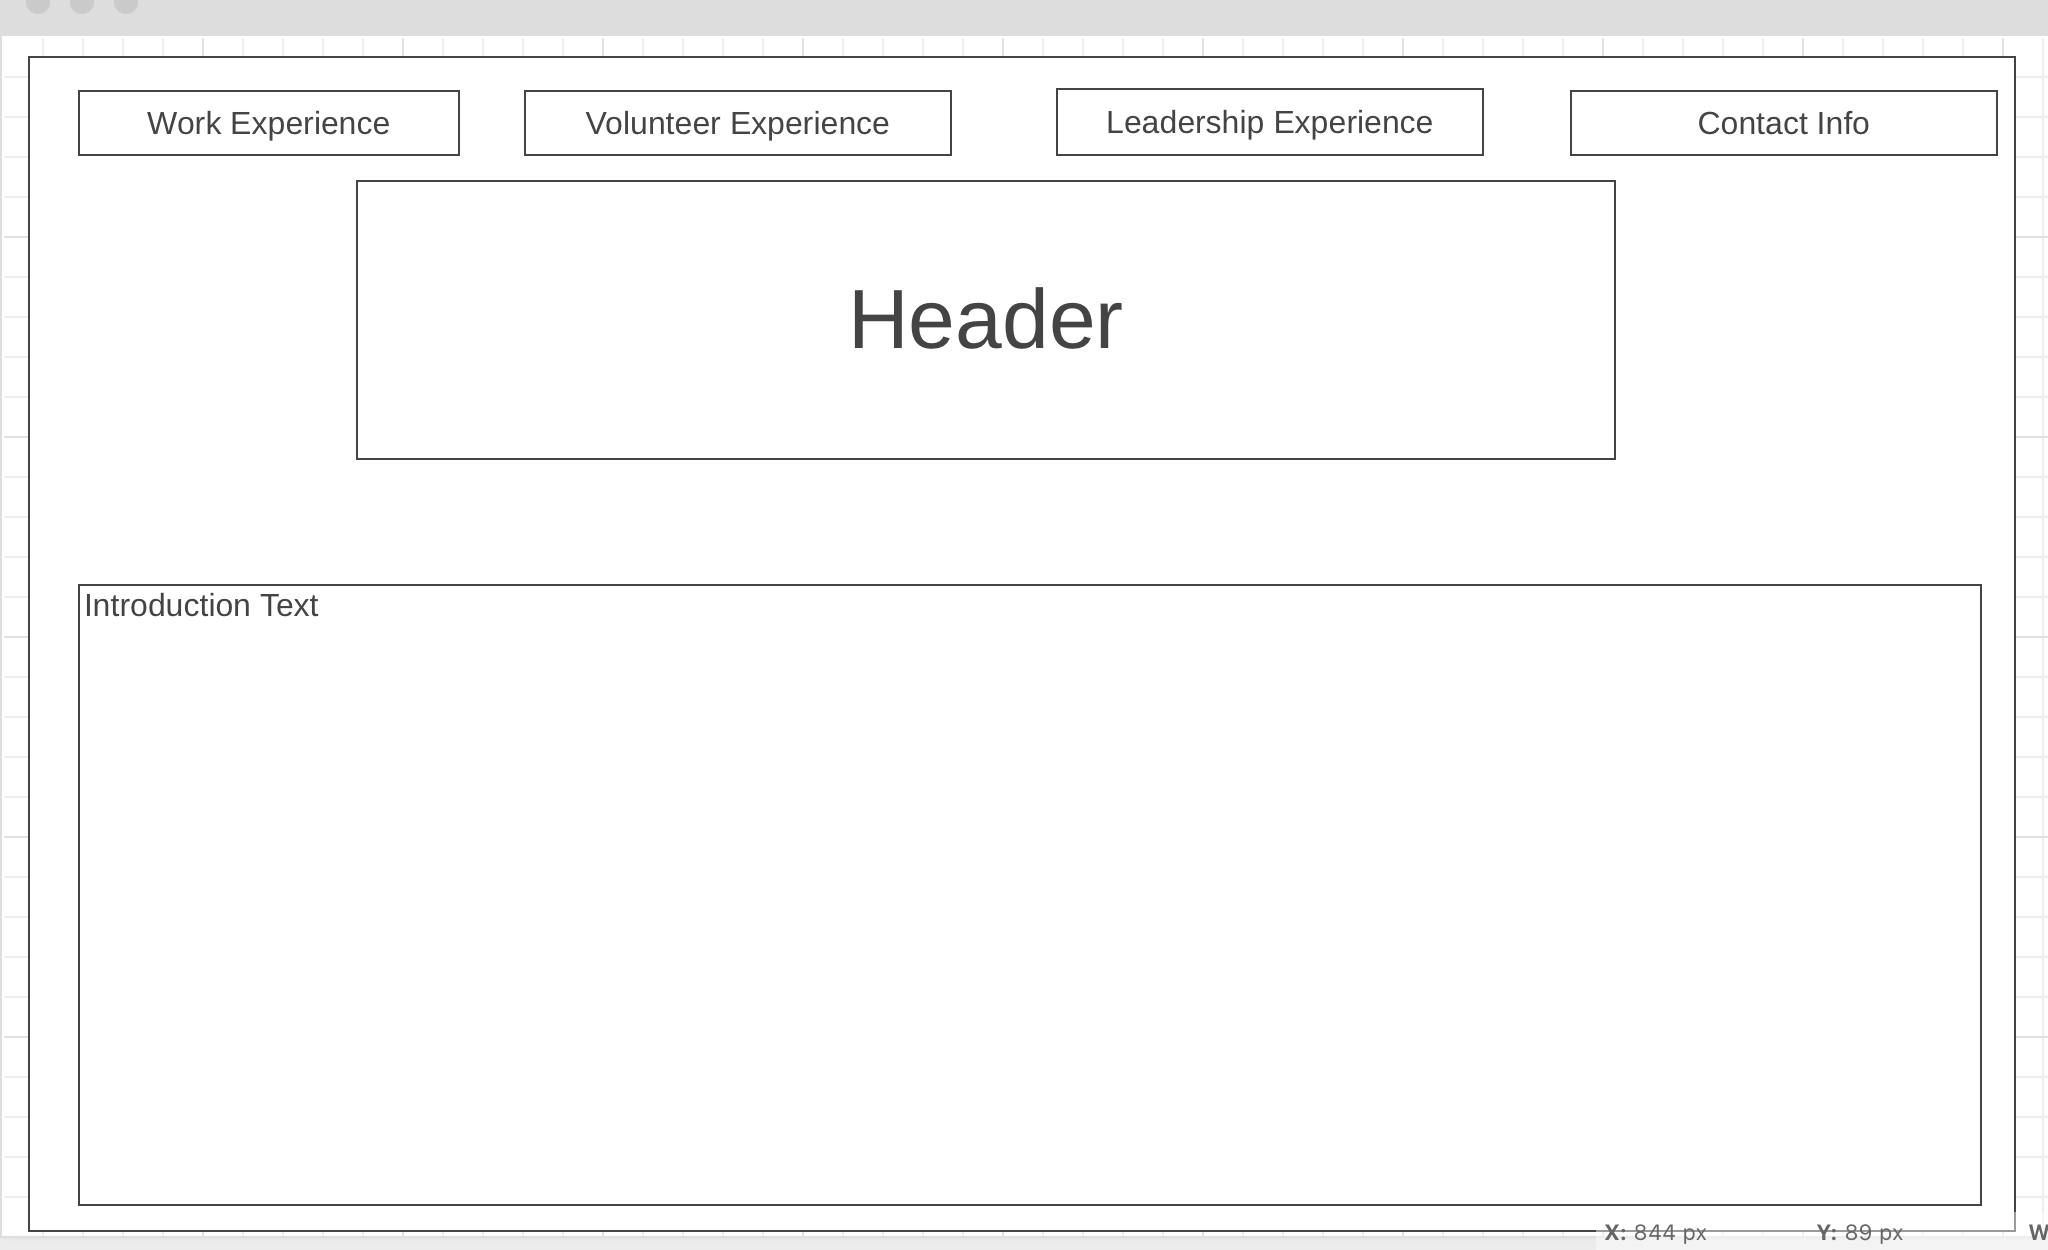 Work Experience
Volunteer Experience
Leadership Experience
Contact Info
Header
Introduction Text
X: 844 px
Y: 89 px
W